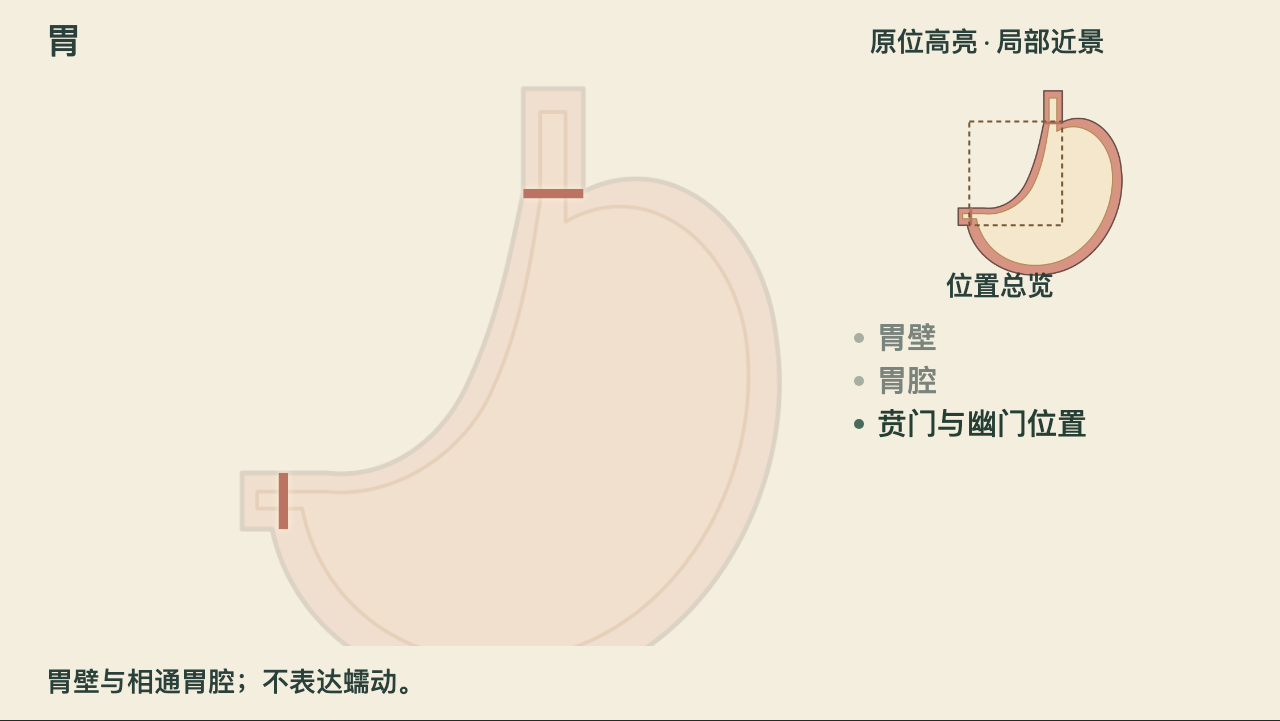 胃
原位高亮 · 局部近景
位置总览
胃壁
胃腔
贲门与幽门位置
胃壁与相通胃腔；不表达蠕动。